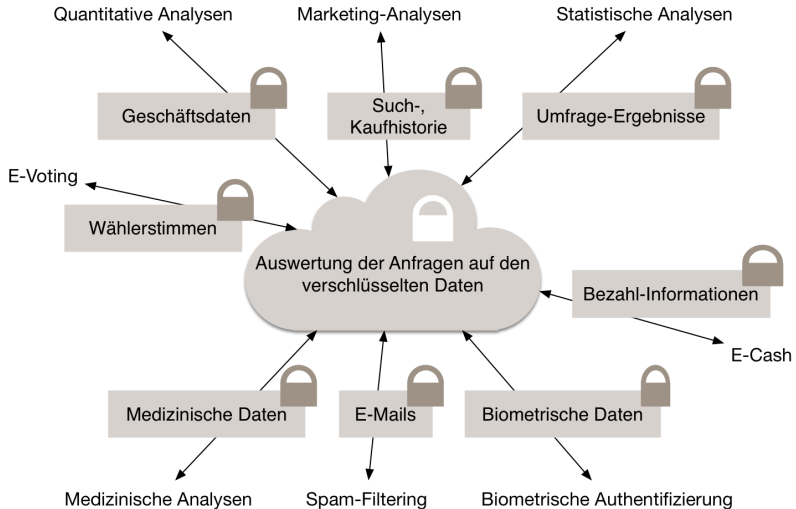 Quantitative Analysen
Marketing-Analysen
Statistische Analysen
Geschäftsdaten
Such-,
Kaufhistorie
Umfrage-Ergebnisse
E-Voting
Wählerstimmen
Auswertung der Anfragen auf den
verschlüsselten Daten
Bezahl-Informationen
E-Cash
Medizinische Daten
E-Mails
Biometrische Daten
Medizinische Analysen
Spam-Filtering
Biometrische Authentifizierung